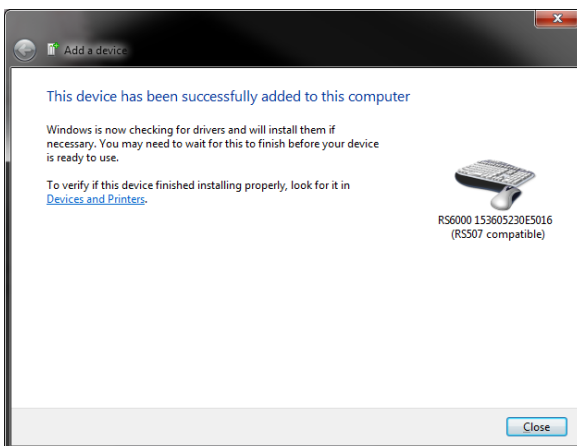 Add a device
This device has been successfully added to this computer
Windows is now checking for drivers and will install them if
necessary. You may need to wait for this to finish before your device
is ready to use.
To verify if this device finished installing properly, look for it in
Devices and Printers.
RS6000 153605230E5016
(RS507 compatible)
Close